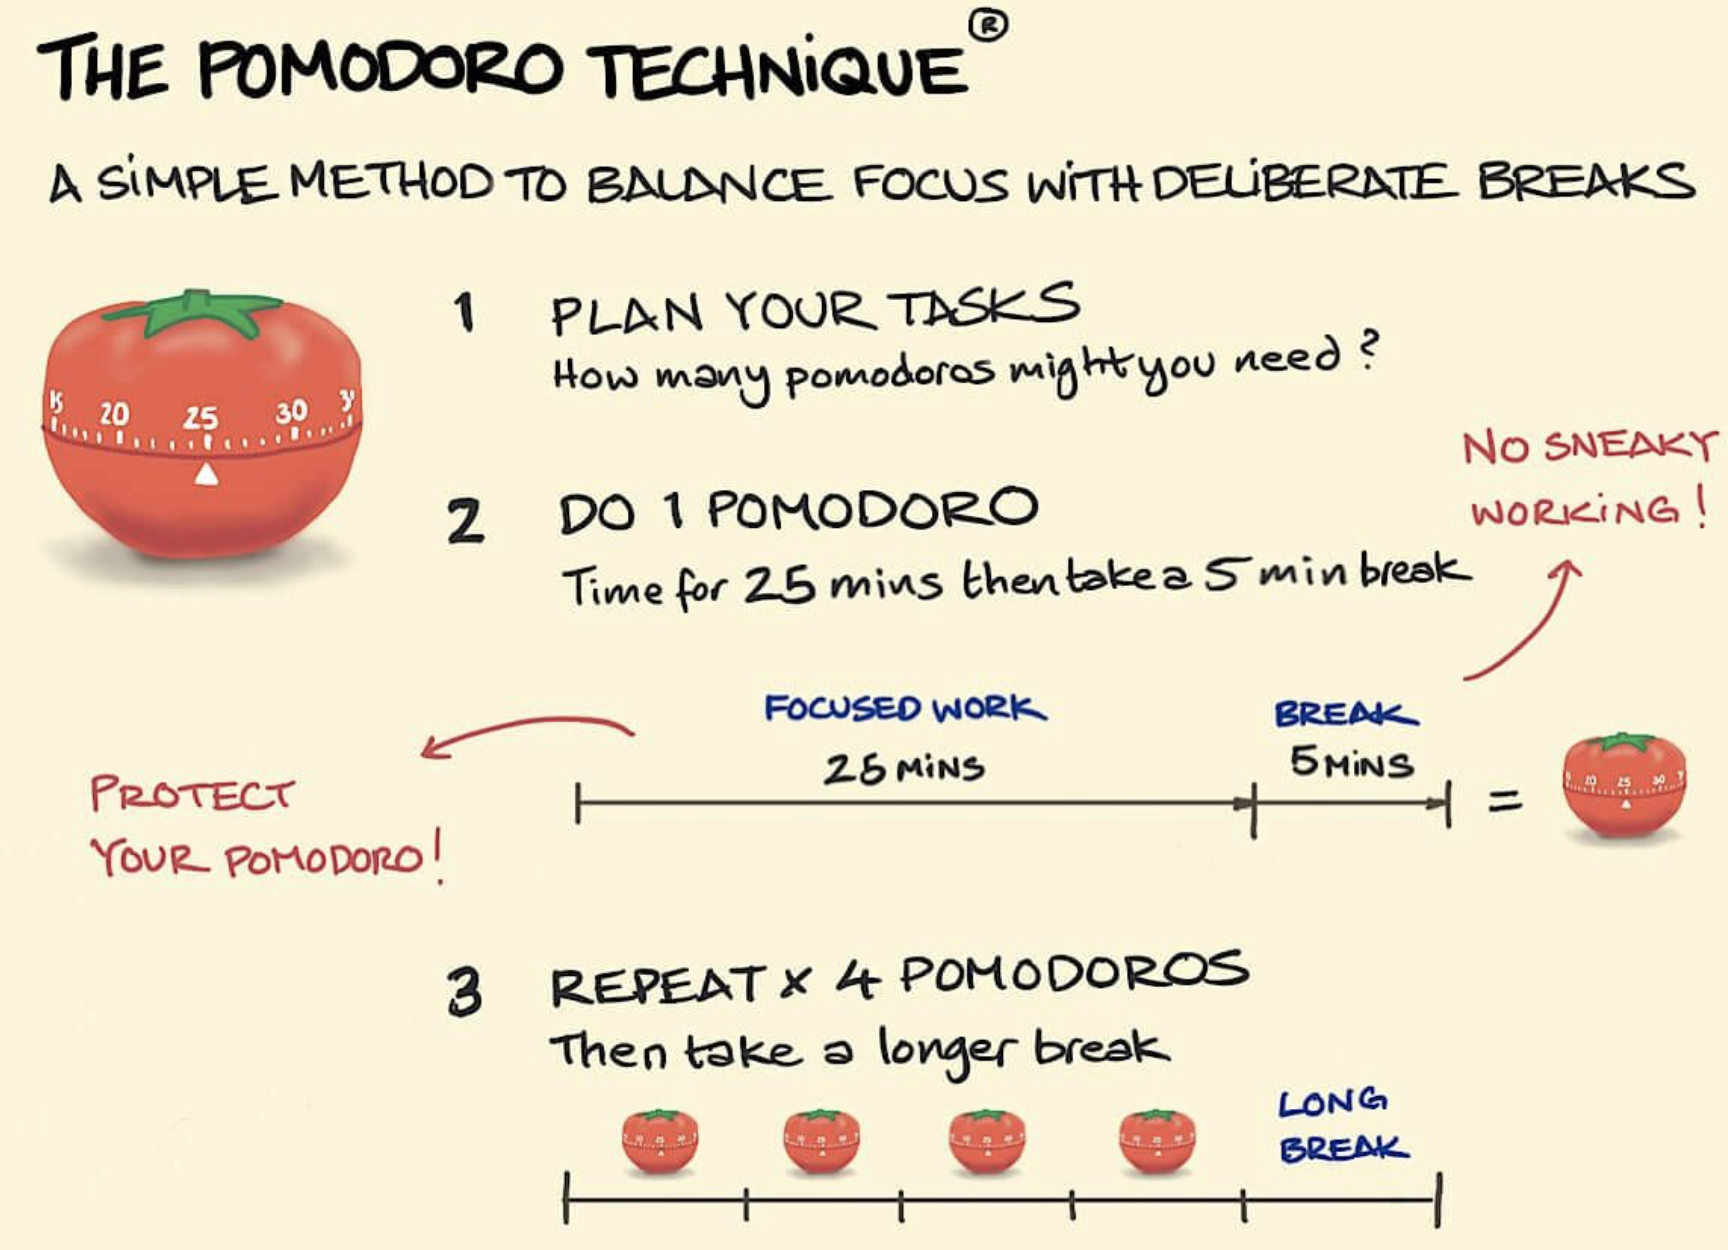 THE POMODORO TECHNIQUE®
A SIMPLE METHOD TO BALANCE FOCUS WITH DELIBERATE BREAKS
15 20 25 30
1 PLAN YOUR TASKS
How many pomodoros might you need?
NO SNEAKY
WORKING!
2 DO 1 POMODORO
Time for 25 mins then take a 5 min break
FOCUSED WORK
25 MINS
BREAK
5 MINS
=
PROTECT
YOUR POMODORO!
3 REPEAT x 4 POMODOROS
Then take a longer break
LONG
BREAK